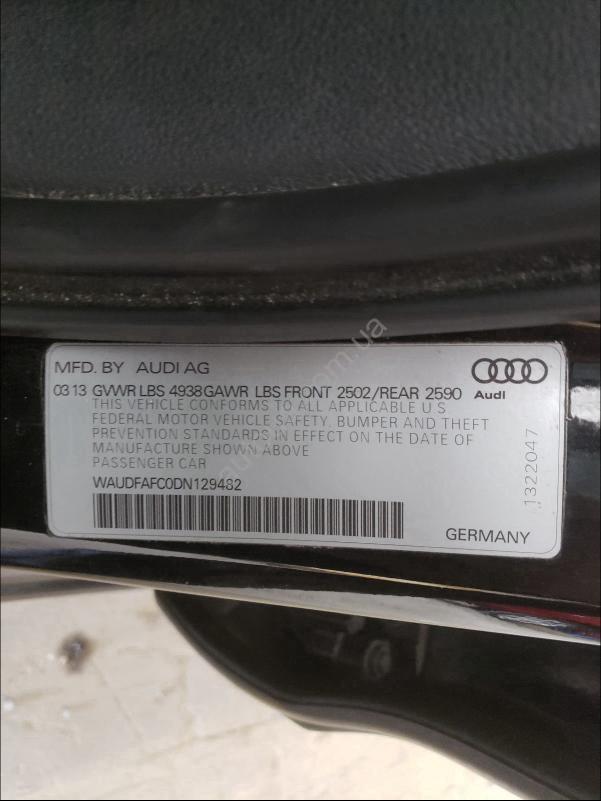 MFD. BY AUDI AG
03 13 GVWR LBS 4938 GAWR LBS FRONT 2502/REAR 2590
Audi
THIS VEHICLE CONFORMS TO ALL APPLICABLE U S
FEDERAL MOTOR VEHICLE SAFETY, BUMPER AND THEFT
PREVENTION STANDARDS IN EFFECT ON THE DATE OF
MANUFACTURE SHOWN ABOVE
PASSENGER CAR
WAUDFAFC0DN129482
1322047
GERMANY